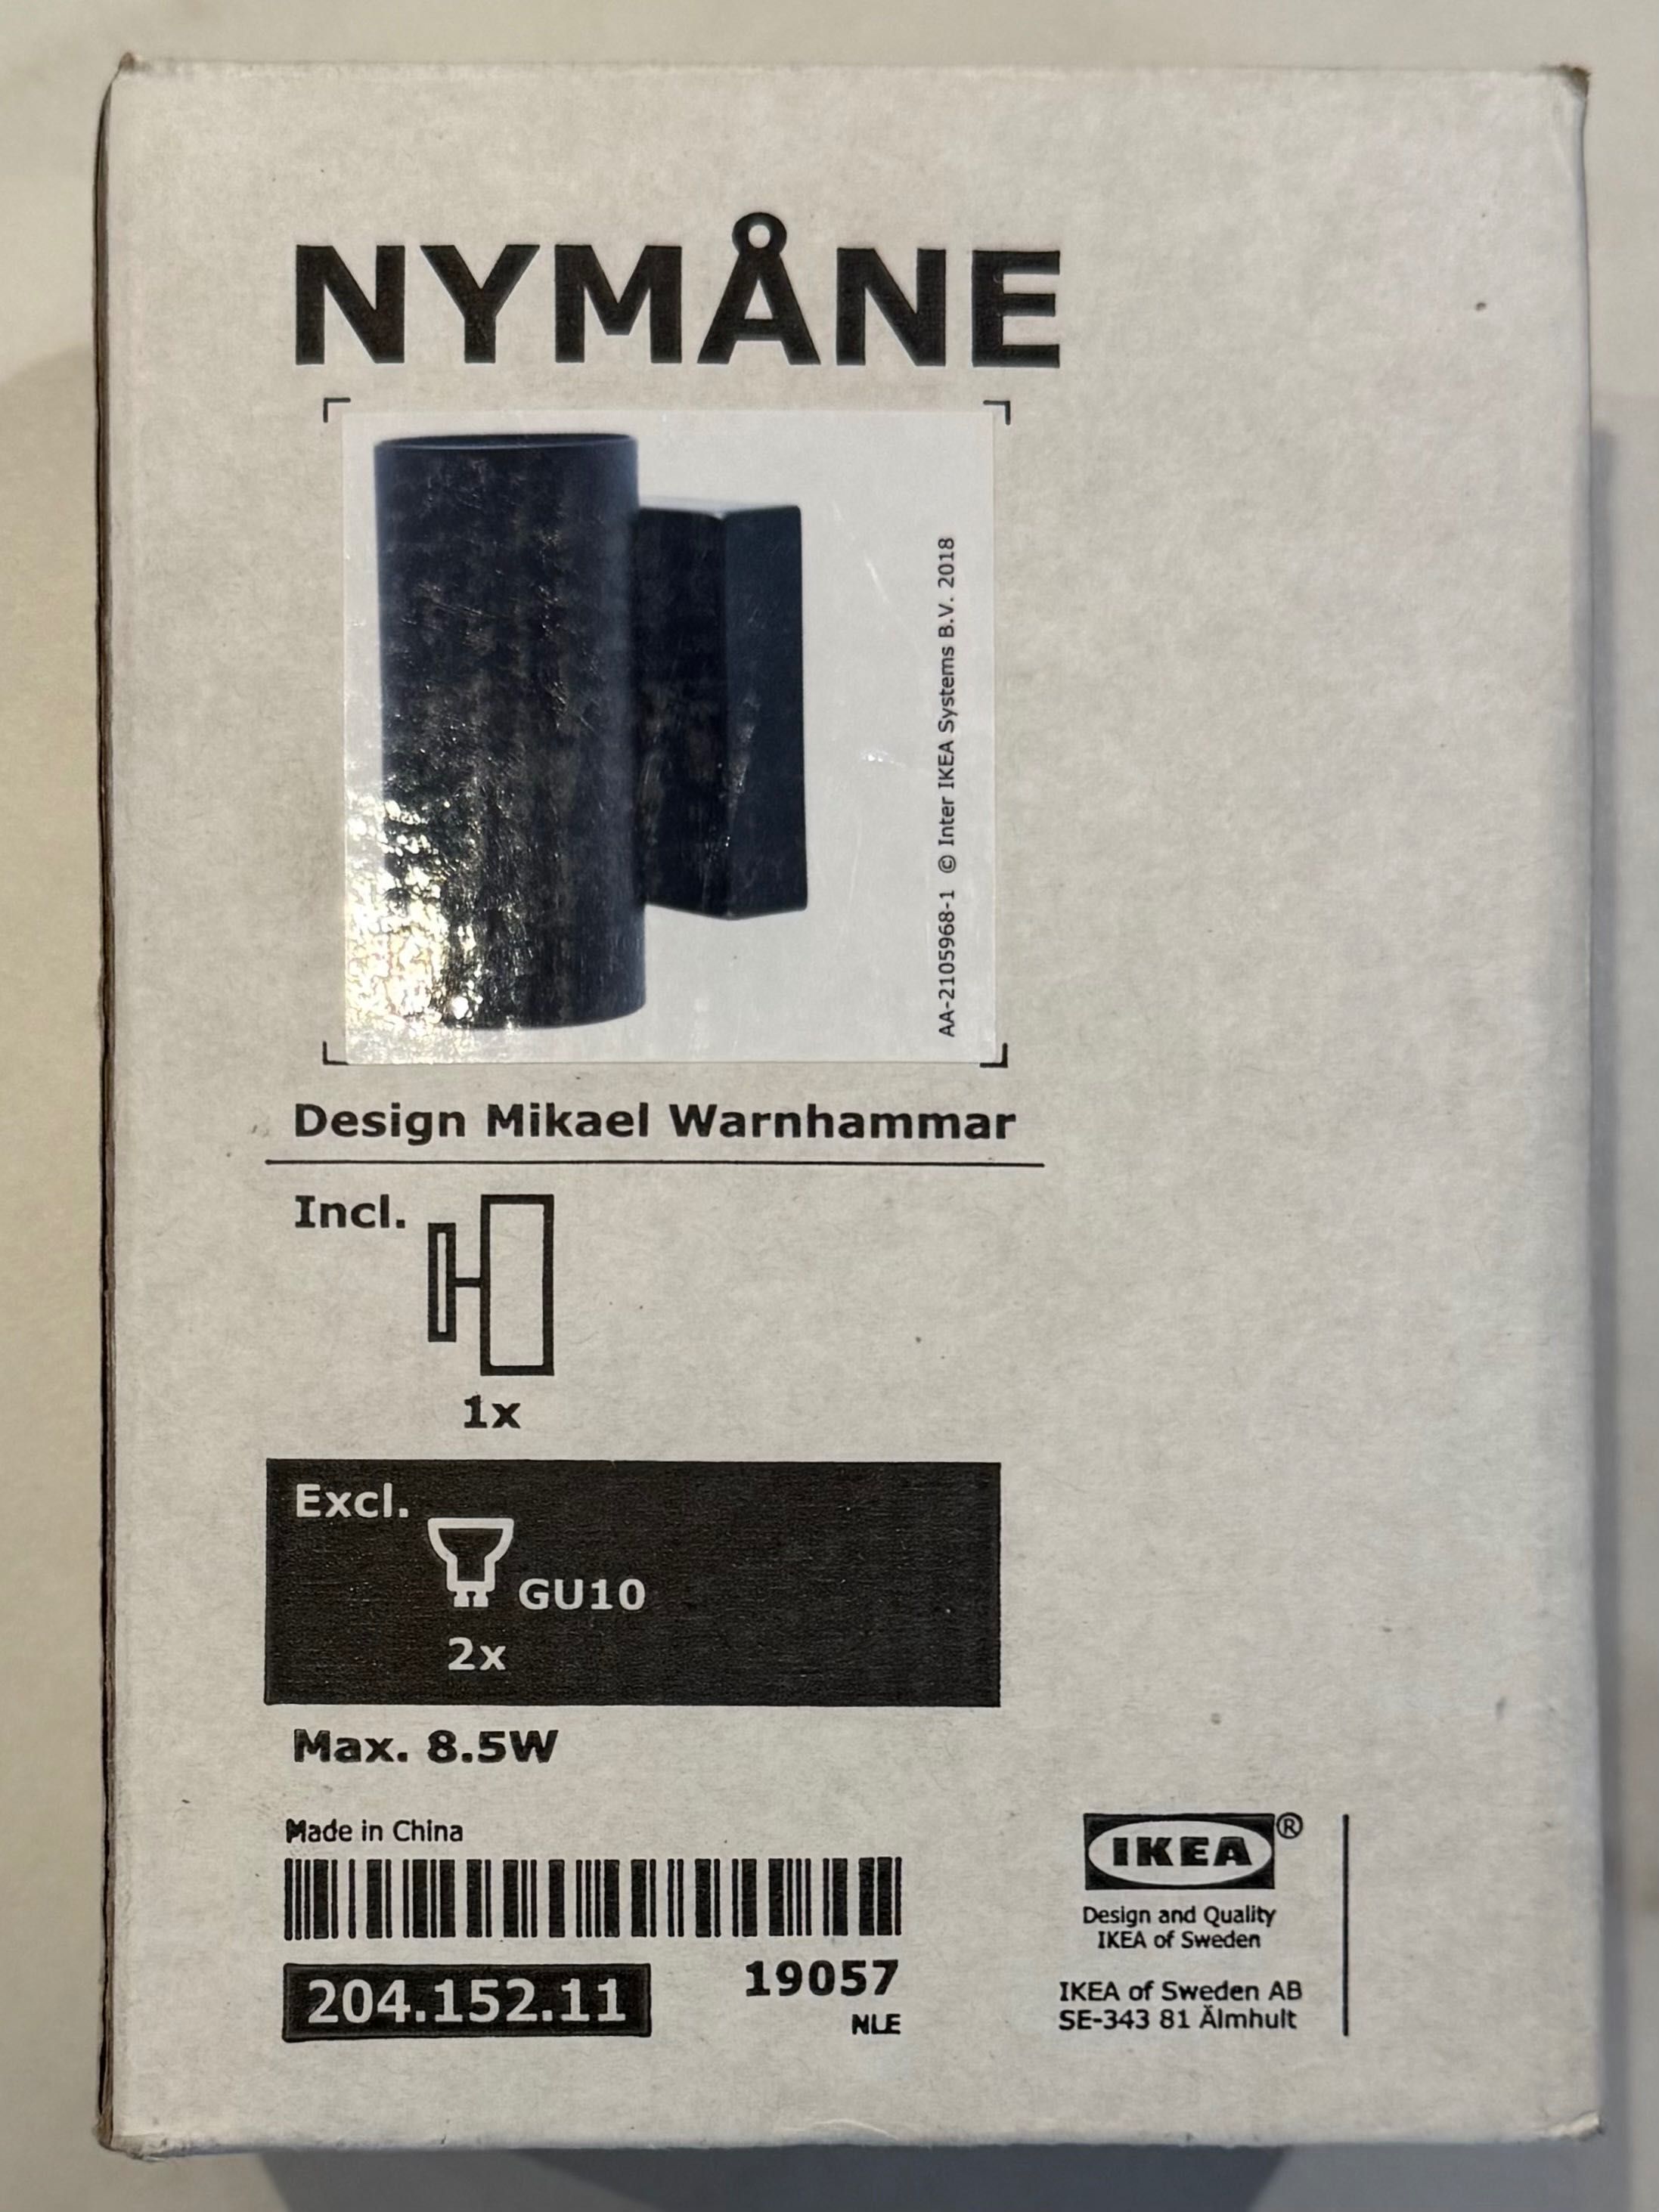 NYMÅNE
AA-2105968-1 © Inter IKEA Systems B.V. 2018
Design Mikael Warnhammar
Incl.
1x
Excl.
GU10
2x
Max. 8.5W
Made in China
204.152.11
19057
NLE
IKEA®
Design and Quality
IKEA of Sweden
IKEA of Sweden AB
SE-343 81 Älmhult